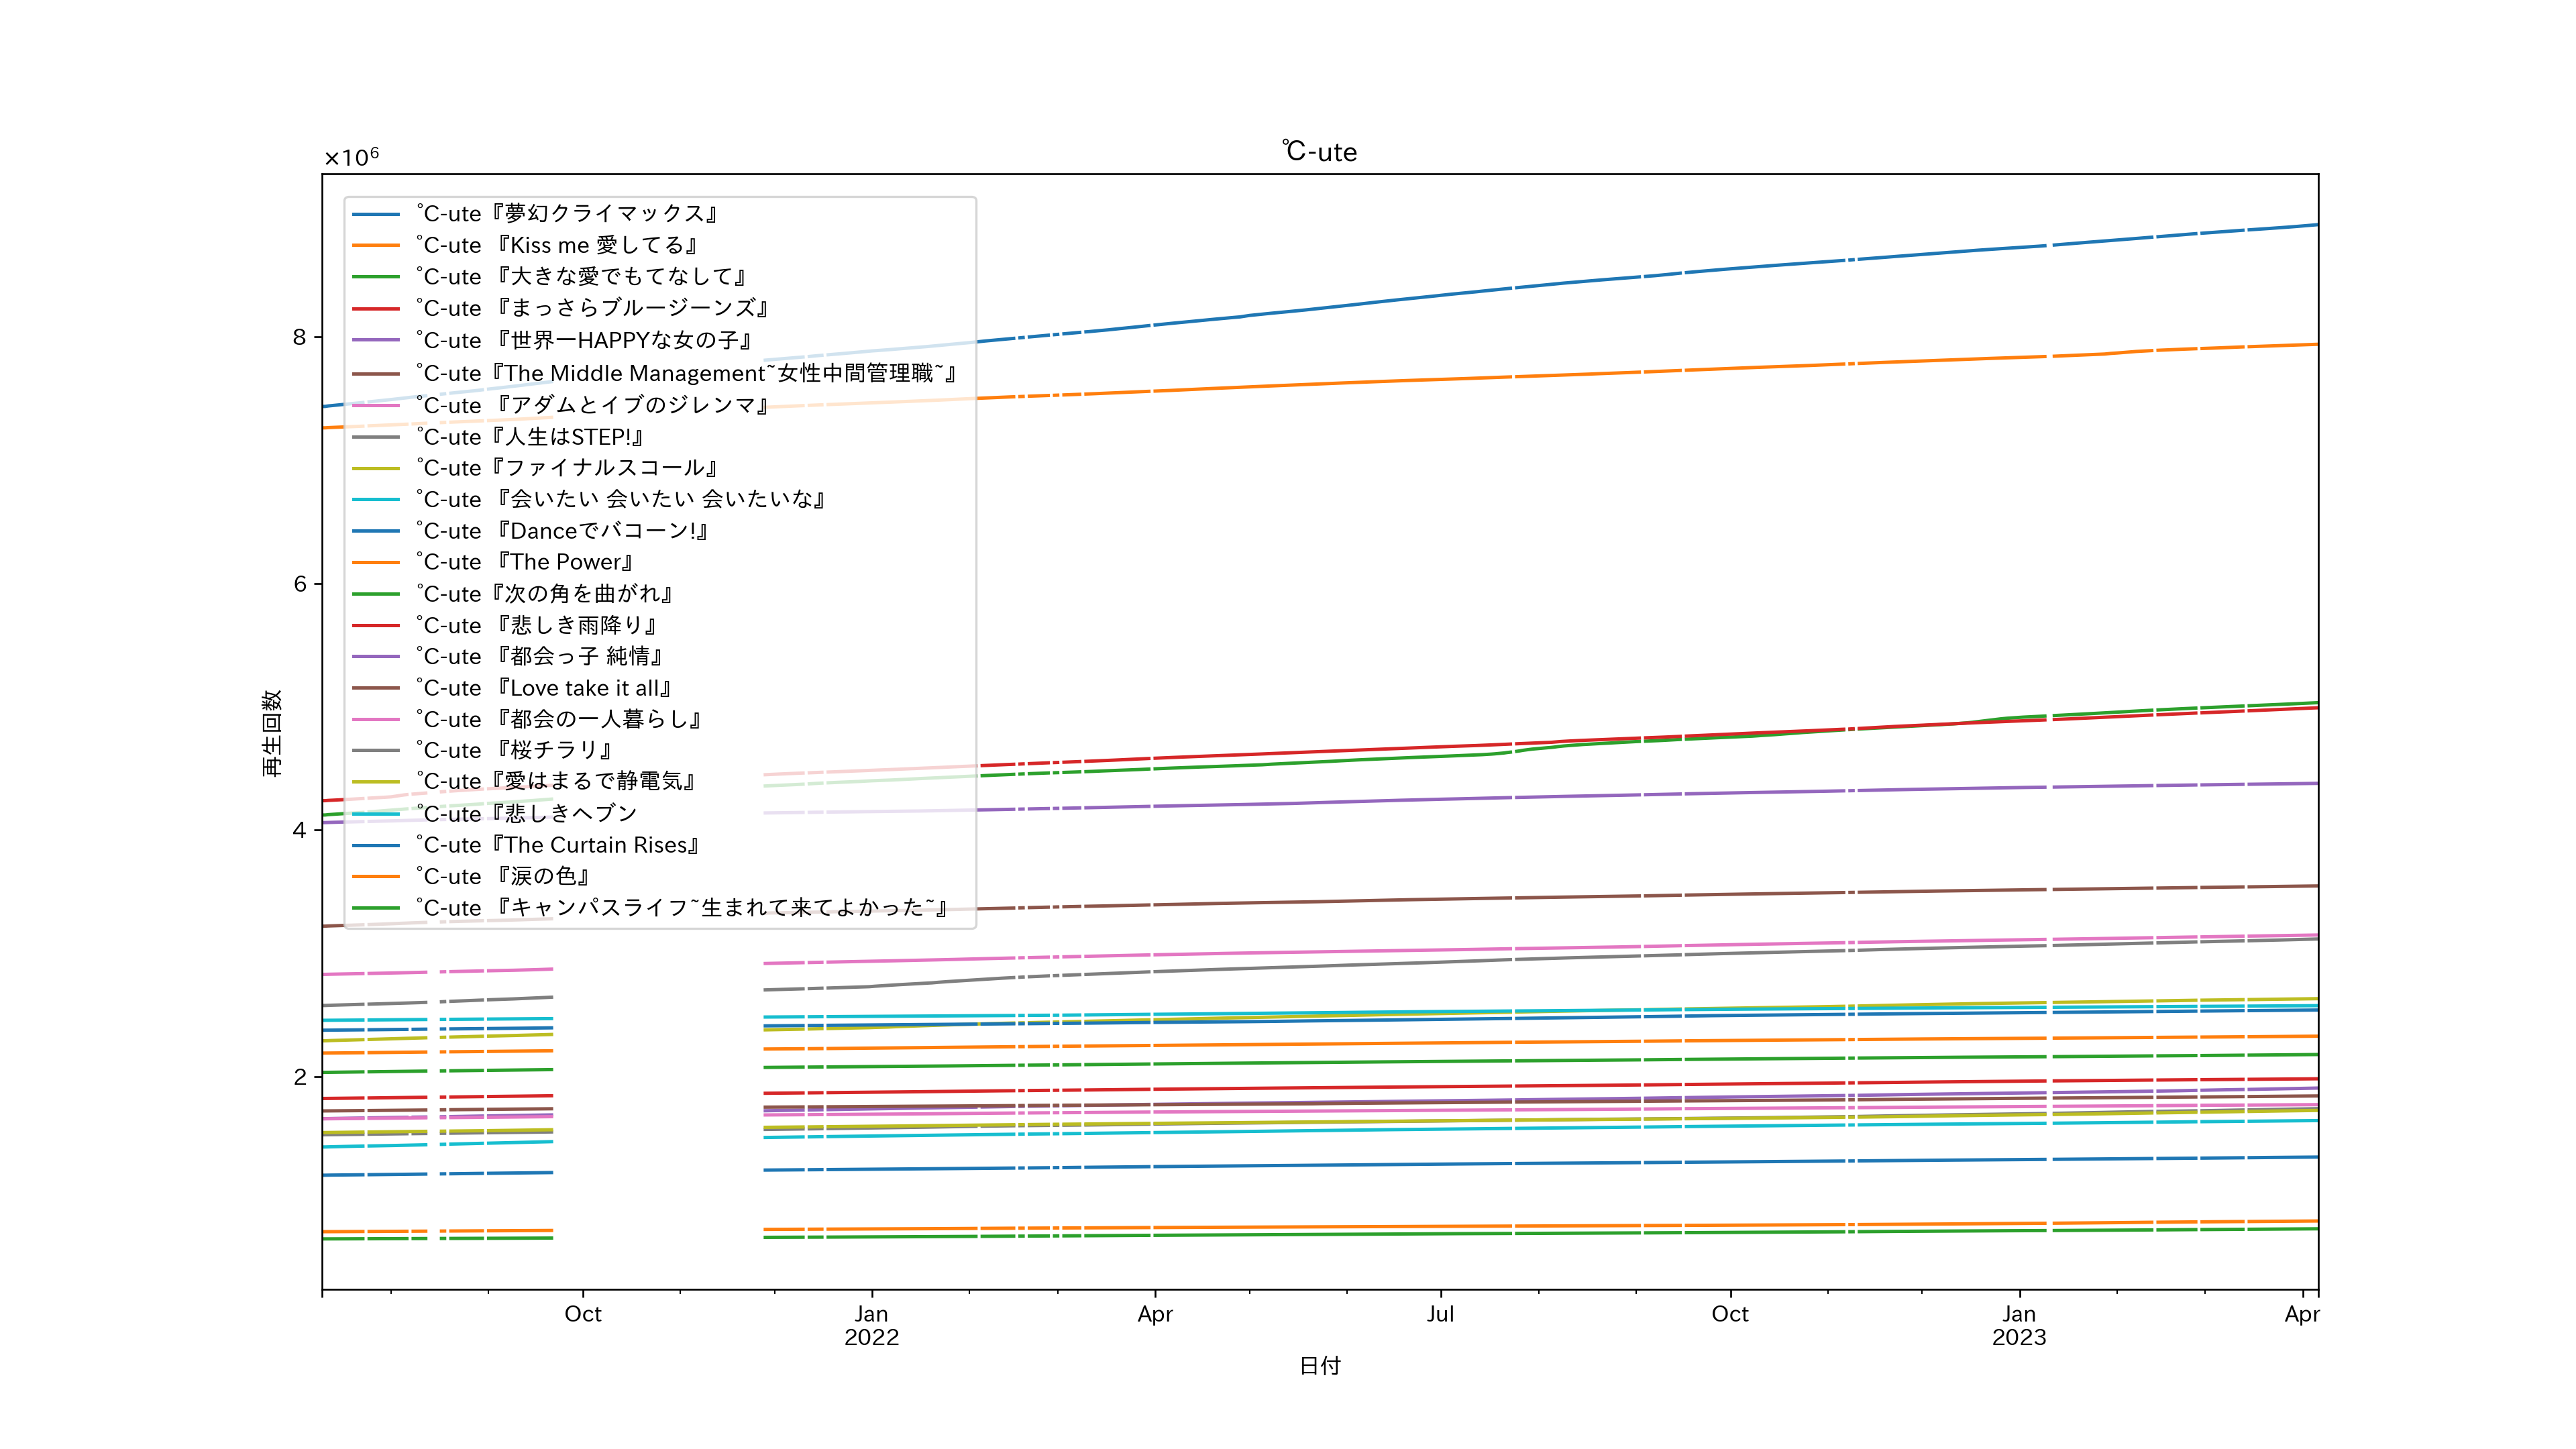 ℃-ute
×10⁶
℃-ute『夢幻クライマックス』
℃-ute 『Kiss me 愛してる』
℃-ute 『大きな愛でもてなして』
℃-ute 『まっさらブルージーンズ』
℃-ute 『世界一HAPPYな女の子』
℃-ute『The Middle Management~女性中間管理職~』
℃-ute 『アダムとイブのジレンマ』
℃-ute『人生はSTEP!』
℃-ute『ファイナルスコール』
℃-ute 『会いたい 会いたい 会いたいな』
℃-ute 『Danceでバコーン!』
℃-ute 『The Power』
℃-ute『次の角を曲がれ』
℃-ute 『悲しき雨降り』
℃-ute 『都会っ子 純情』
℃-ute 『Love take it all』
℃-ute 『都会の一人暮らし』
℃-ute 『桜チラリ』
℃-ute『愛はまるで静電気』
℃-ute『悲しきヘブン
℃-ute『The Curtain Rises』
℃-ute 『涙の色』
℃-ute 『キャンパスライフ~生まれて来てよかった~』
8
6
4
2
再生回数
Oct
Jan
2022
Apr
Jul
Oct
Jan
2023
Apr
日付